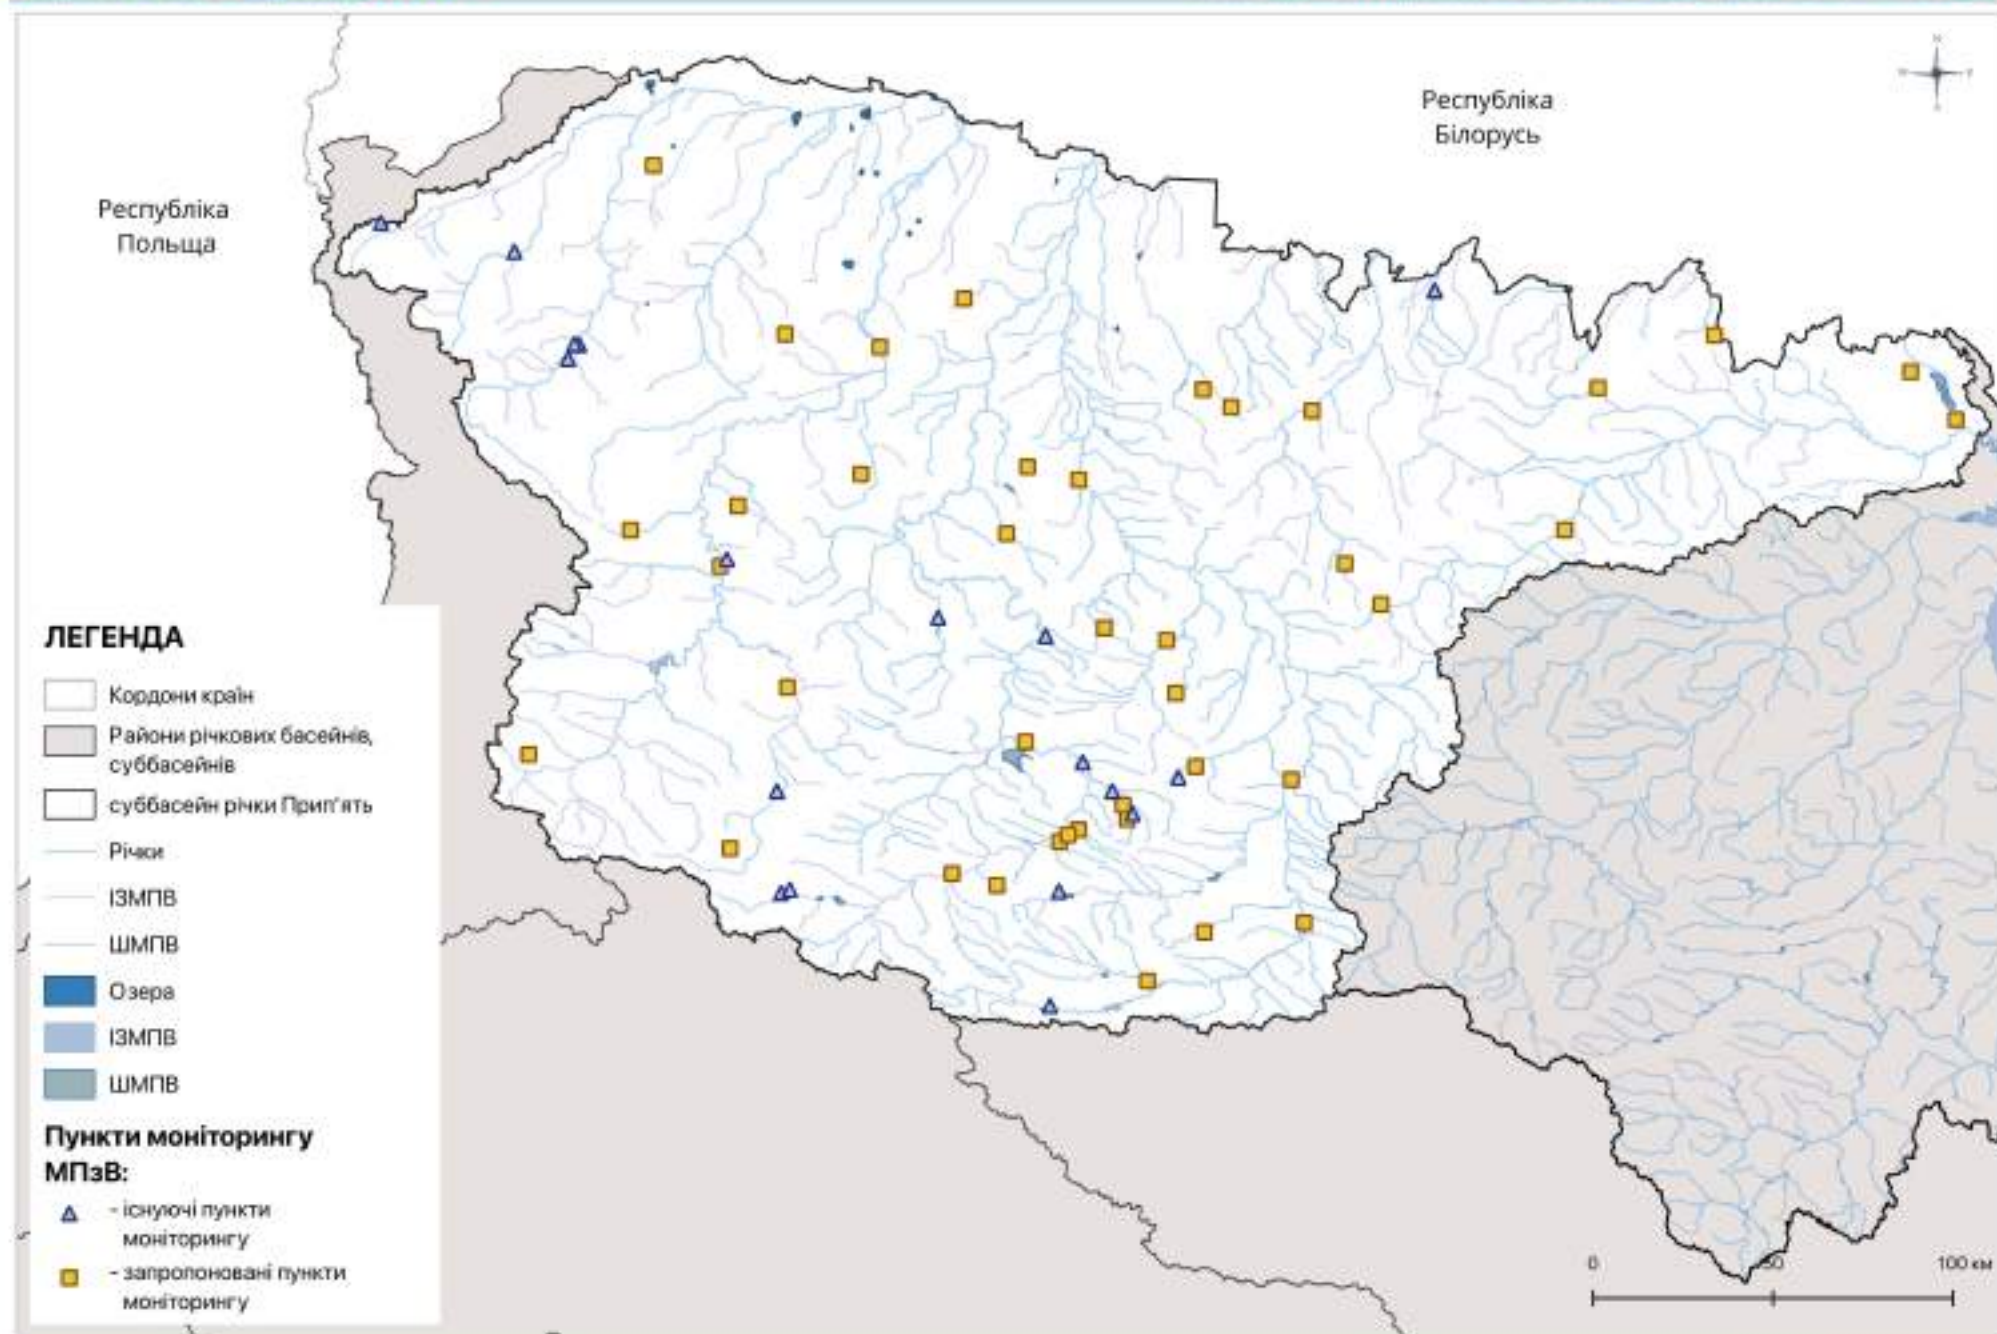 Республіка
Білорусь
Республіка
Польща
ЛЕГЕНДА
Кордони країн
Райони річкових басейнів,
суббасейнів
суббасейн річки Прип'ять
Річки
ІЗМПВ
ШМПВ
Озера
ІЗМПВ
ШМПВ
Пункти моніторингу
МПзВ:
- існуючі пункти
моніторингу
- запропоновані пункти
моніторингу
0 50 100 км